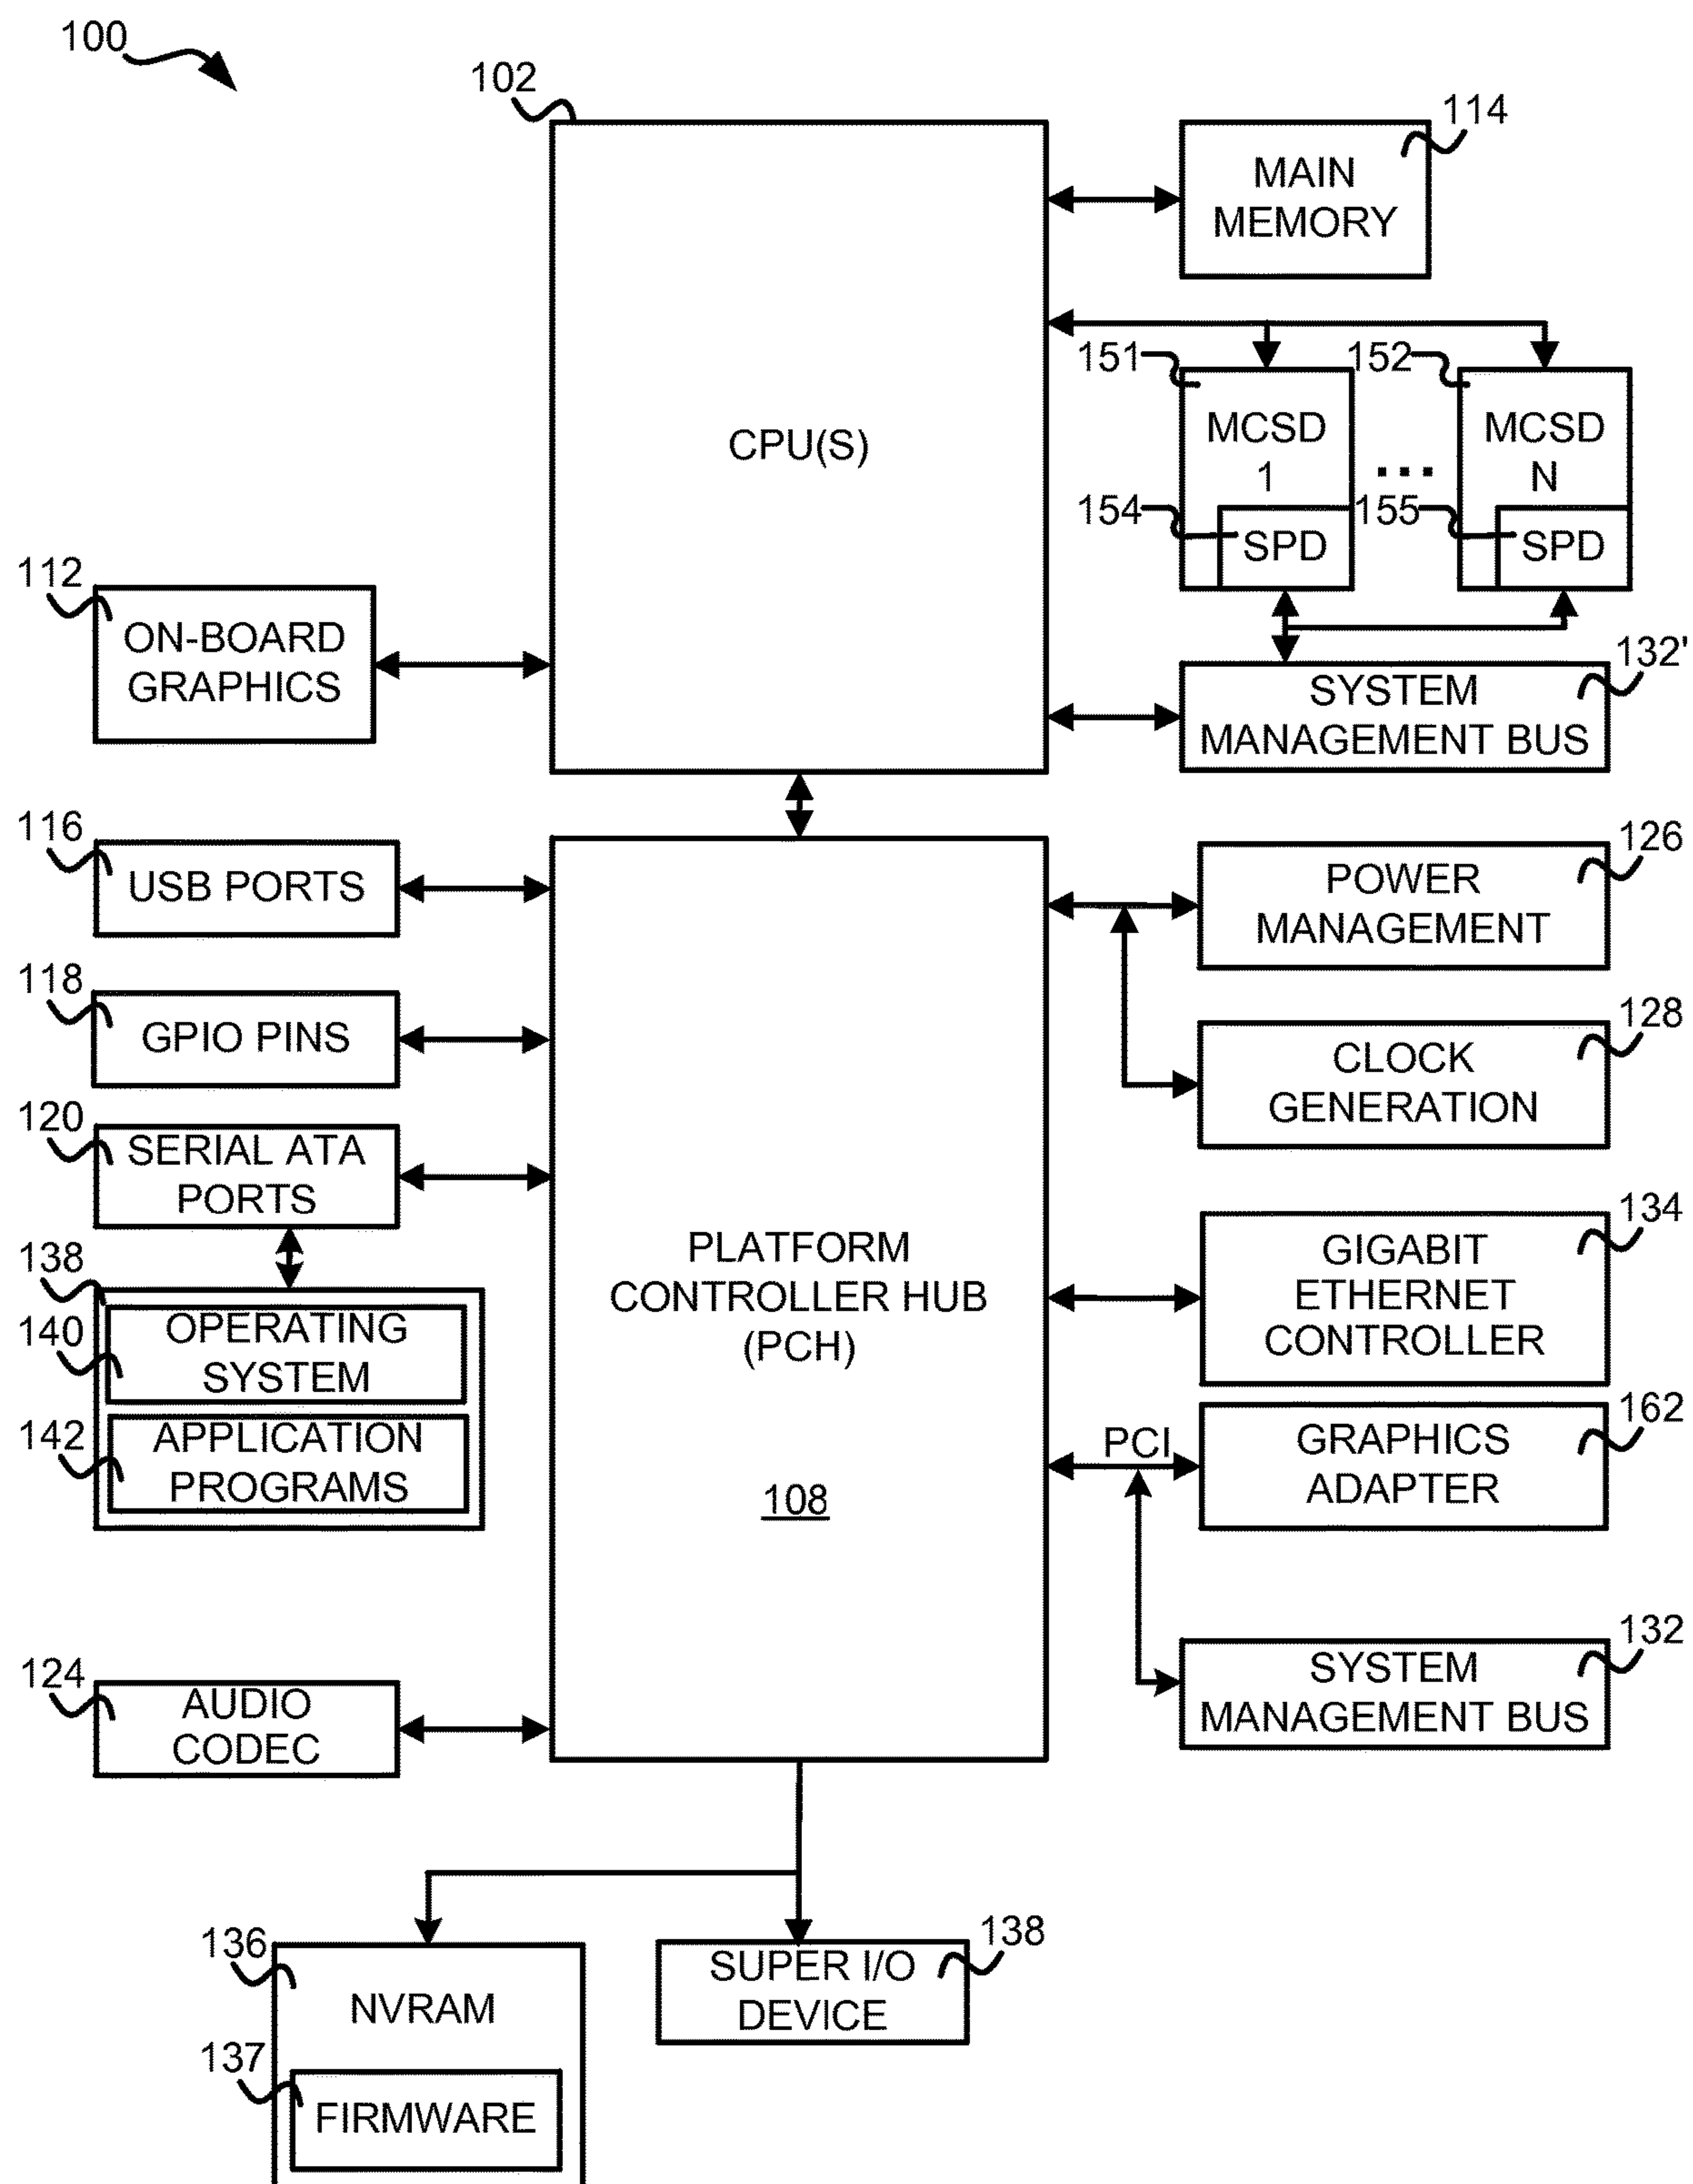 100
102
114
MAIN
MEMORY
151
152
MCSD
1
MCSD
N
...
CPU(S)
154
SPD
155
SPD
112
ON-BOARD
GRAPHICS
132'
SYSTEM
MANAGEMENT BUS
116
USB PORTS
126
POWER
MANAGEMENT
118
GPIO PINS
128
CLOCK
GENERATION
120
SERIAL ATA
PORTS
134
GIGABIT
ETHERNET
CONTROLLER
138
140
OPERATING
SYSTEM
PLATFORM
CONTROLLER HUB
(PCH)
108
142
APPLICATION
PROGRAMS
PCI
162
GRAPHICS
ADAPTER
124
AUDIO
CODEC
132
SYSTEM
MANAGEMENT BUS
136
NVRAM
138
SUPER I/O
DEVICE
137
FIRMWARE